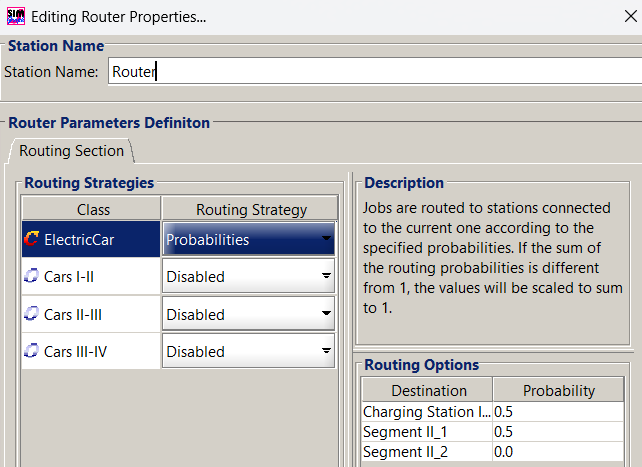 Editing Router Properties...
Station Name
Station Name: Router
Router Parameters Definiton
Routing Section
Routing Strategies
Class Routing Strategy
ElectricCar Probabilities
Cars I-II Disabled
Cars II-III Disabled
Cars III-IV Disabled
Description
Jobs are routed to stations connected
to the current one according to the
specified probabilities. If the sum of
the routing probabilities is different
from 1, the values will be scaled to sum
to 1.
Routing Options
Destination Probability
Charging Station I... 0.5
Segment II_1 0.5
Segment II_2 0.0